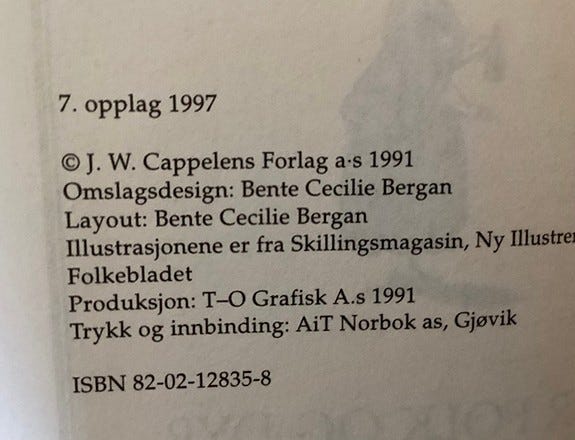 7. opplag 1997
© J. W. Cappelens Forlag a·s 1991
Omslagsdesign: Bente Cecilie Bergan
Layout: Bente Cecilie Bergan
Illustrasjonene er fra Skillingsmagasin, Ny
Folkebladet
Produksjon: T–O Grafisk A.s 1991
Trykk og innbinding: AiT Norbok as, Gjøvik
ISBN 82-02-12835-8